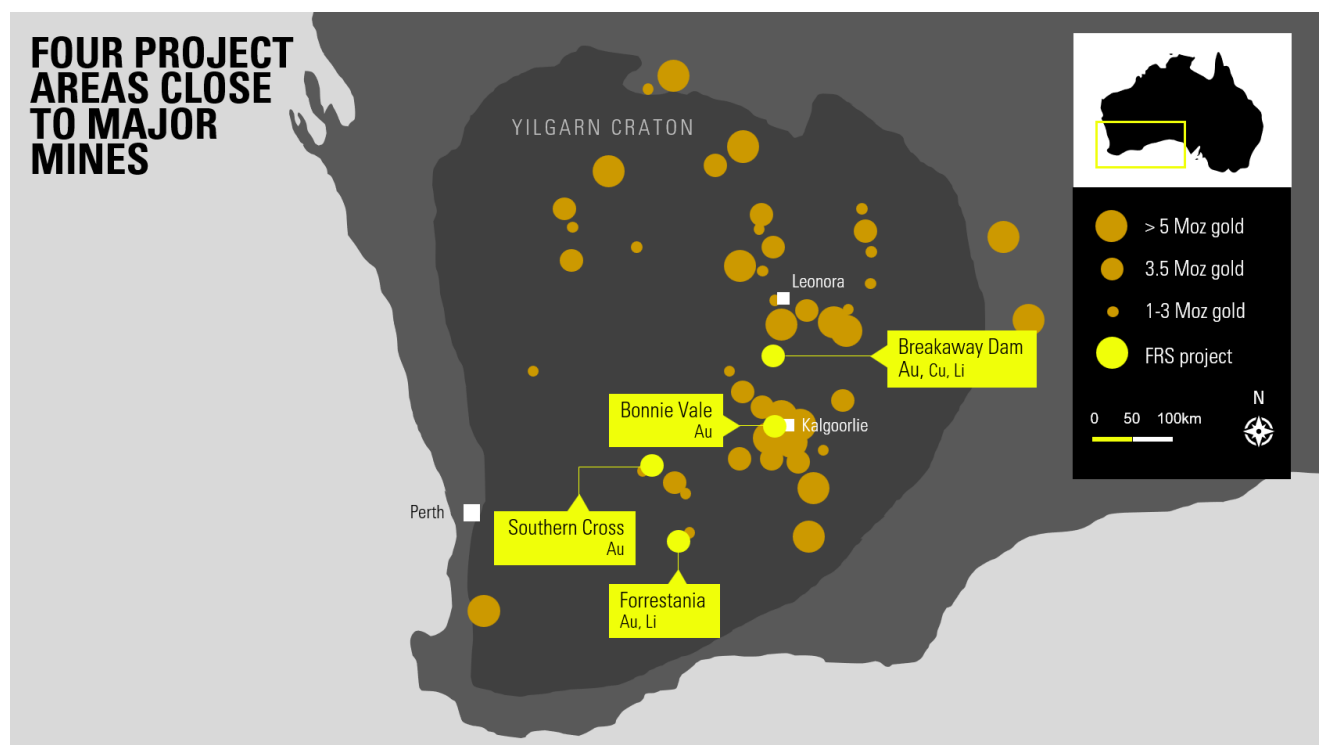 FOUR PROJECT
AREAS CLOSE
TO MAJOR
MINES
YILGARN CRATON
Leonora
Breakaway Dam
Au, Cu, Li
Bonnie Vale
Au
Kalgoorlie
Perth
Southern Cross
Au
Forrestania
Au, Li
> 5 Moz gold
3.5 Moz gold
1-3 Moz gold
FRS project
N
0 50 100km